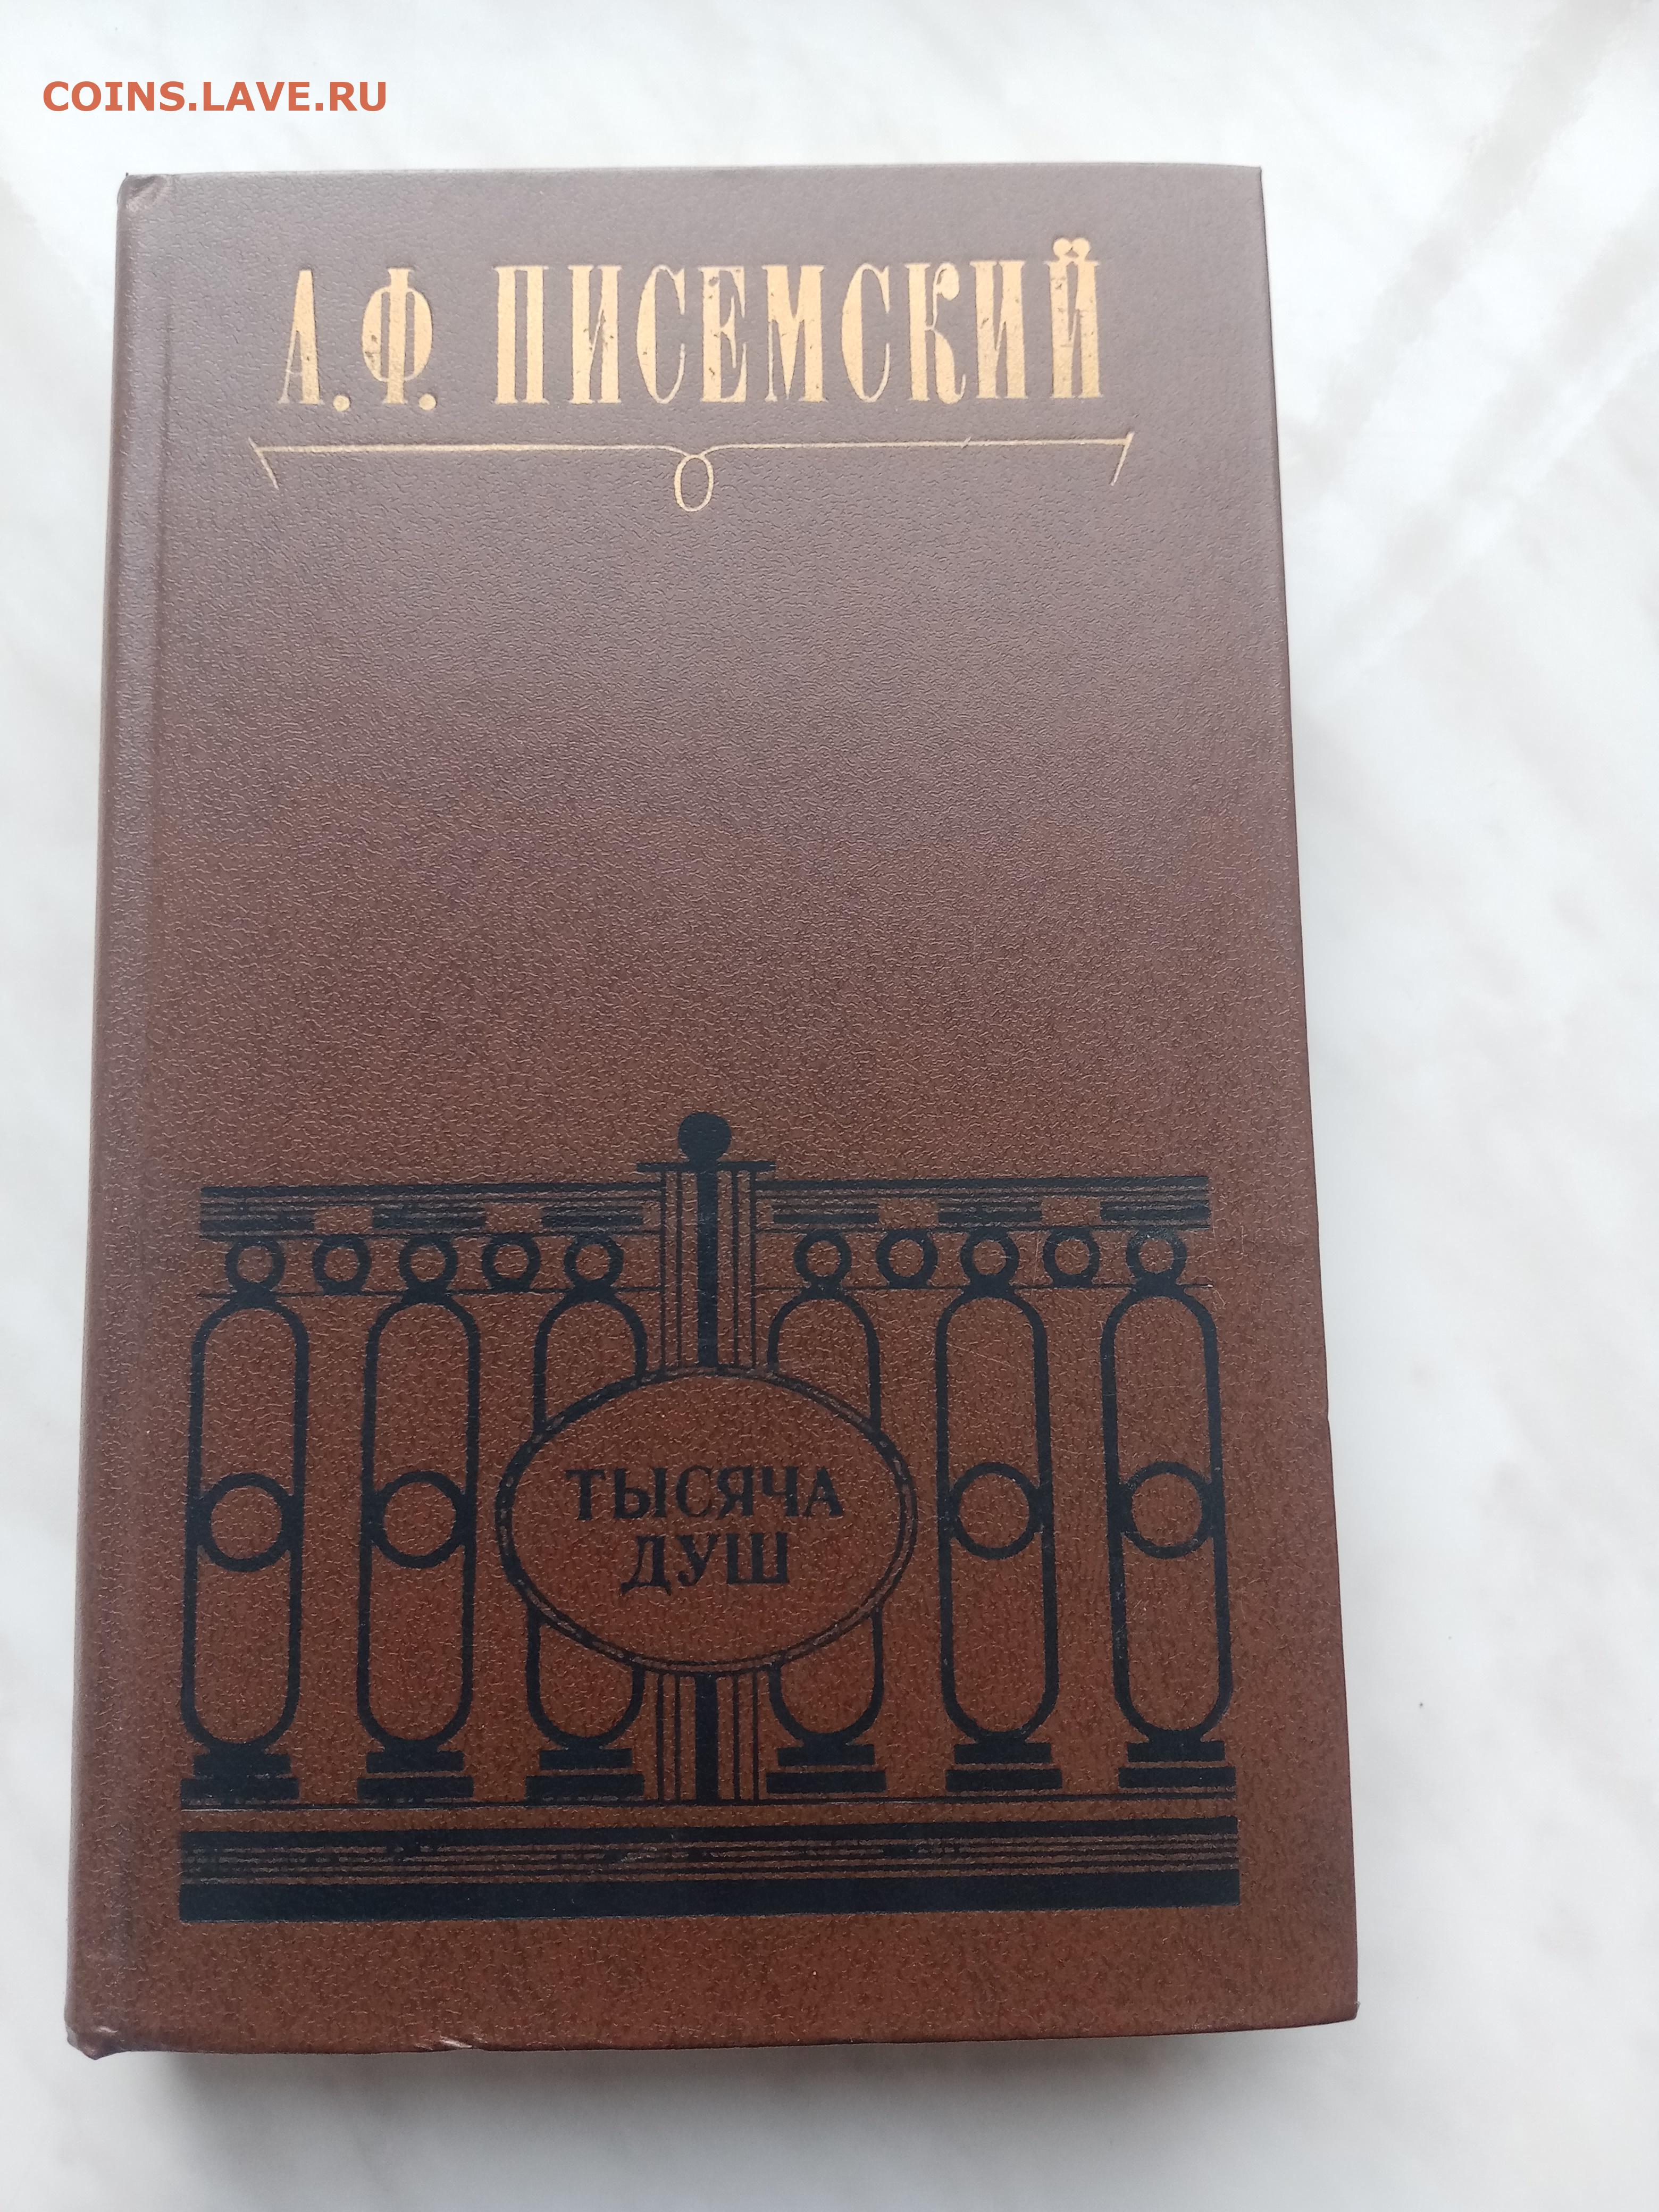 COINS.LAVE.RU
А. Ф. ПИСЕМСКИЙ
ТЫСЯЧА
ДУШ